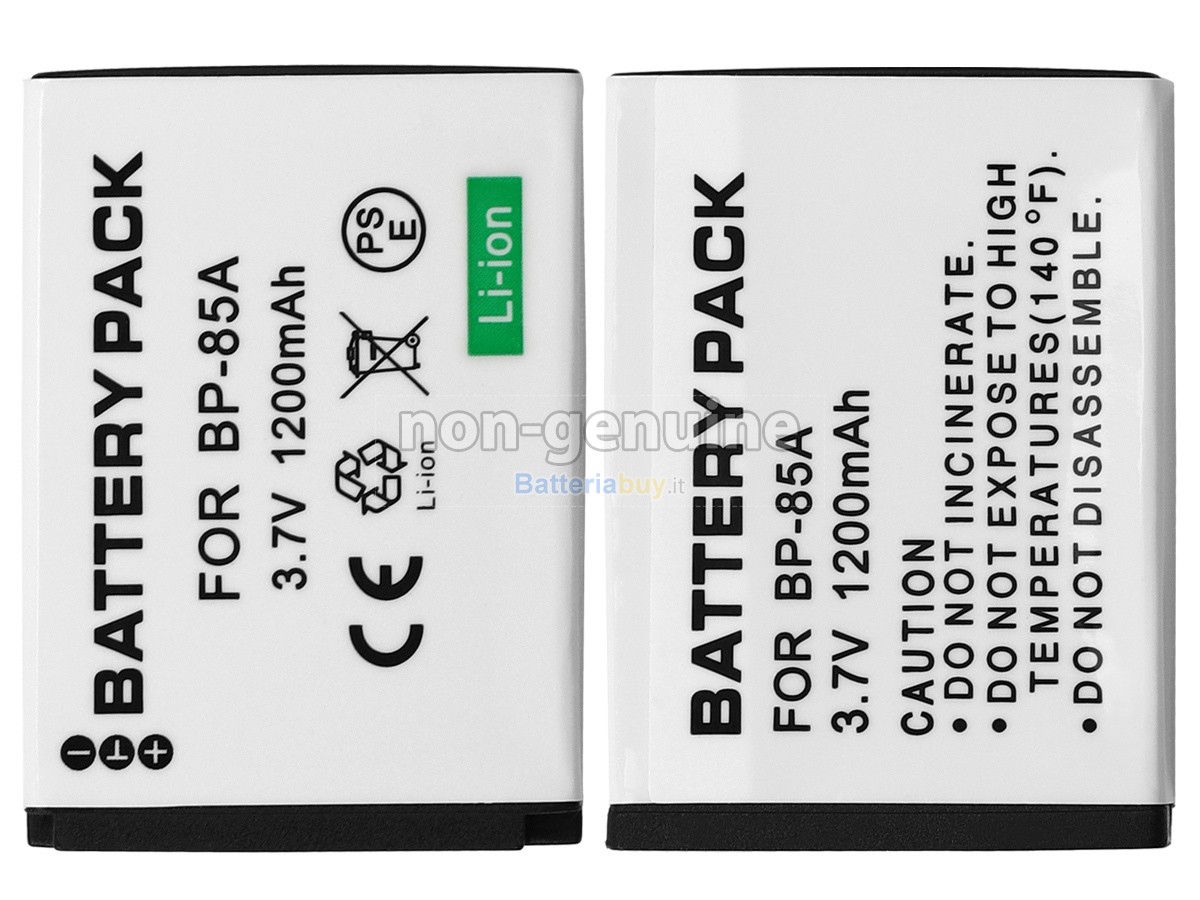 BATTERY PACK
FOR BP-85A
3.7V 1200mAh
PS
E
Li-ion
Li-ion
CE
non-genuine
Batteriabuy.it
BATTERY PACK
FOR BP-85A
3.7V 1200mAh
CAUTION
• DO NOT INCINERATE.
• DO NOT EXPOSE TO HIGH
TEMPERATURES(140°F).
• DO NOT DISASSEMBLE.